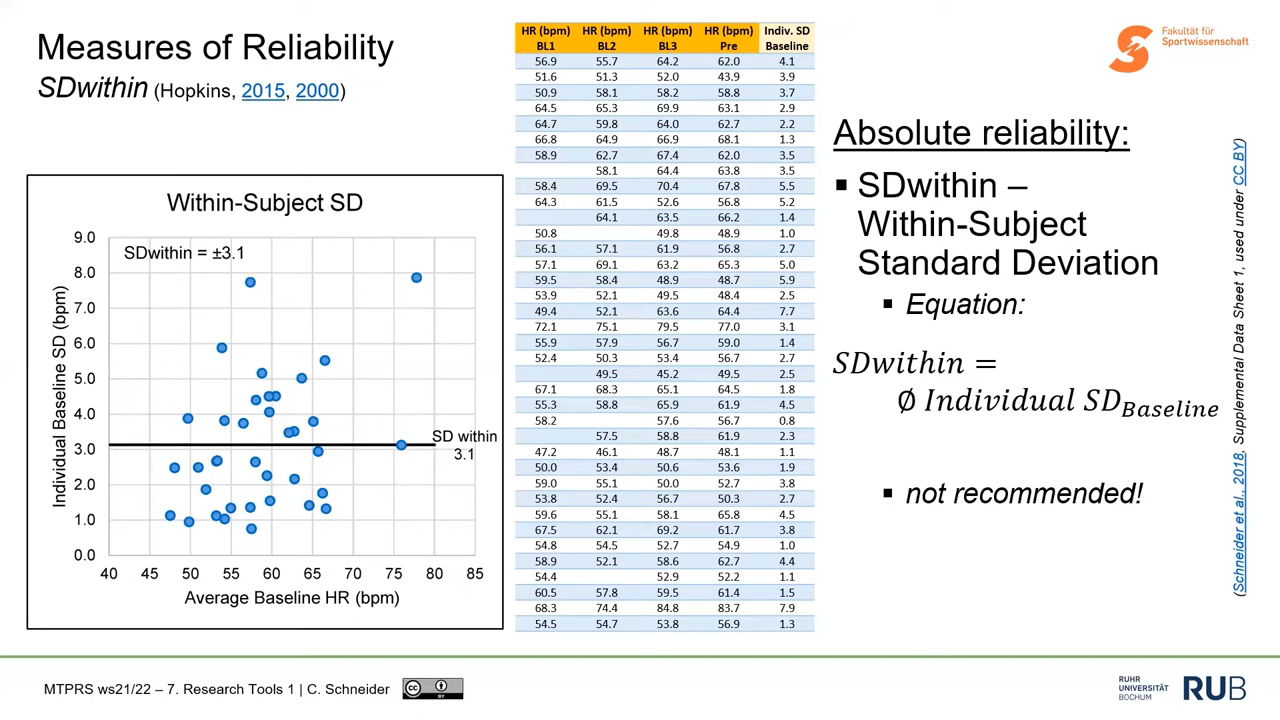 Measures of Reliability
SDwithin (Hopkins, 2015, 2000)
Within-Subject SD
SDwithin = ±3.1
9.0
8.0
7.0
6.0
5.0
4.0
3.0
2.0
1.0
0.0
Individual Baseline SD (bpm)
SD within
3.1
40 45 50 55 60 65 70 75 80 85
Average Baseline HR (bpm)
HR (bpm) HR (bpm) HR (bpm) HR (bpm) Indiv. SD
BL1 BL2 BL3 Pre Baseline
56.9 55.7 64.2 62.0 4.1
51.6 51.3 52.0 43.9 3.9
50.9 58.1 58.2 58.8 3.7
64.5 65.3 69.9 63.1 2.9
64.7 59.8 64.0 62.7 2.2
66.8 64.9 66.9 68.1 1.3
58.9 62.7 67.4 62.0 3.5
58.1 64.4 63.8 3.5
58.4 69.5 70.4 67.8 5.5
64.3 61.5 52.6 56.8 5.2
64.1 63.5 66.2 1.4
50.8 49.8 48.9 1.0
56.1 57.1 61.9 56.8 2.7
57.1 69.1 63.2 65.3 5.0
59.5 58.4 48.9 48.7 5.9
53.9 52.1 49.5 48.4 2.5
49.4 52.1 63.6 64.4 7.7
72.1 75.1 79.5 77.0 3.1
55.9 57.9 56.7 59.0 1.4
52.4 50.3 53.4 56.7 2.7
49.5 45.2 49.5 2.5
67.1 68.3 65.1 64.5 1.8
55.3 58.8 65.9 61.9 4.5
58.2 57.6 56.7 0.8
57.5 58.8 61.9 2.3
47.2 46.1 48.7 48.1 1.1
50.0 53.4 50.6 53.6 1.9
59.0 55.1 50.0 52.7 3.8
53.8 52.4 56.7 50.3 2.7
59.6 55.1 58.1 65.8 4.5
67.5 62.1 69.2 61.7 3.8
54.8 54.5 52.7 54.9 1.0
58.9 52.1 58.6 62.7 4.4
54.4 52.9 52.2 1.1
60.5 57.8 59.5 61.4 1.5
68.3 74.4 84.8 83.7 7.9
54.5 54.7 53.8 56.9 1.3
Fakultät für
Sportwissenschaft
Absolute reliability:
▪ SDwithin –
Within-Subject
Standard Deviation
▪ Equation:
SDwithin =
∅ Individual SD_Baseline
▪ not recommended!
(Schneider et al., 2018, Supplemental Data Sheet 1, used under CC BY)
MTPRS ws21/22 – 7. Research Tools 1 | C. Schneider
cc BY
RUHR
UNIVERSITÄT
BOCHUM
RUB